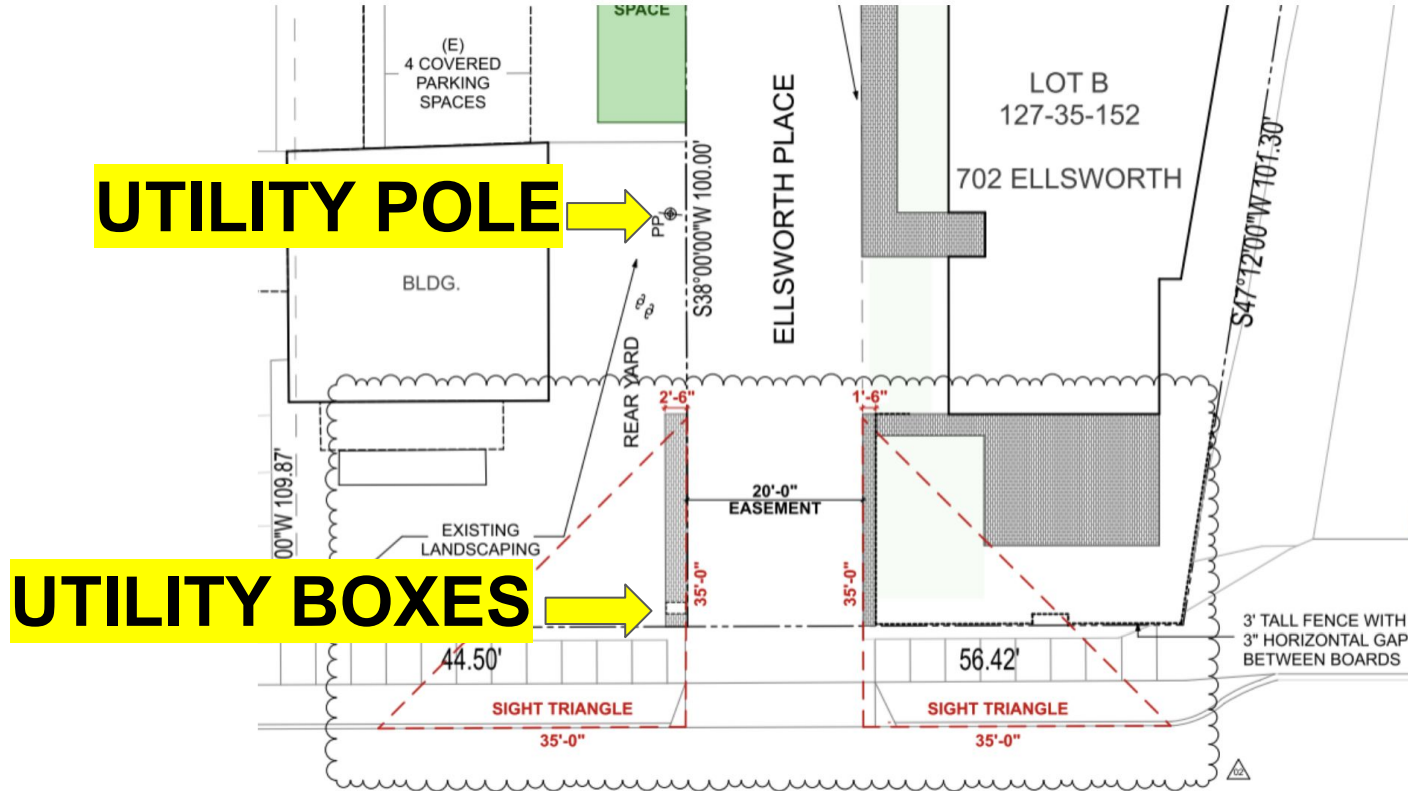 SPACE
(E)
4 COVERED
PARKING
SPACES
ELLSWORTH PLACE
LOT B
127-35-152
702 ELLSWORTH
S47°12'00"W 101.30'
UTILITY POLE
PP
S38°00'00"W 100.00'
BLDG.
REAR YARD
2'-6"
1'-6"
00"W 109.87'
20'-0"
EASEMENT
EXISTING
LANDSCAPING
35'-0"
35'-0"
UTILITY BOXES
3' TALL FENCE WITH
3" HORIZONTAL GAP
BETWEEN BOARDS
44.50'
56.42'
SIGHT TRIANGLE
SIGHT TRIANGLE
35'-0"
35'-0"
02